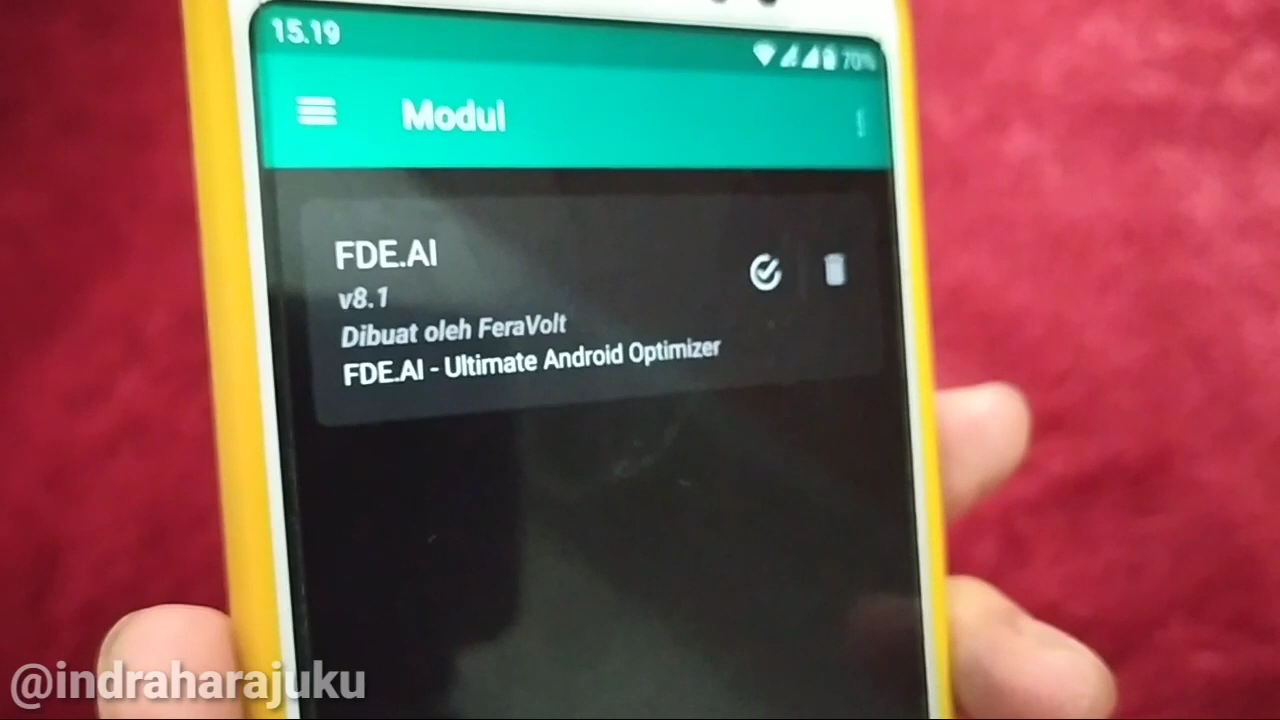 15.19
70%
Modul
FDE.AI
v8.1
Dibuat oleh FeraVolt
FDE.AI - Ultimate Android Optimizer
@indraharajuku